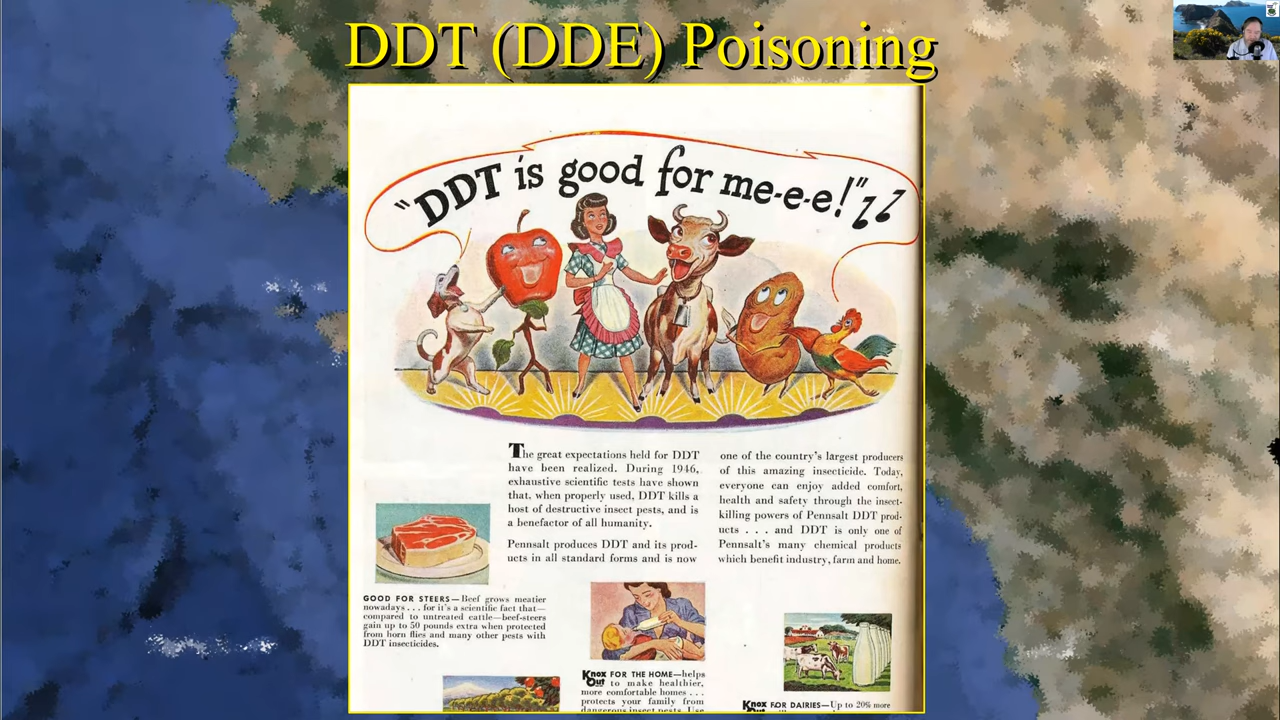 DDT (DDE) Poisoning
"DDT is good for me-e-e!"
The great expectations held for DDT
have been realized. During 1946,
exhaustive scientific tests have shown
that, when properly used, DDT kills a
host of destructive insect pests, and is
a benefactor of all humanity.
Pennsalt produces DDT and its prod-
ucts in all standard forms and is now
one of the country's largest producers
of this amazing insecticide. Today,
everyone can enjoy added comfort,
health and safety through the insect-
killing powers of Pennsalt DDT prod-
ucts . . . and DDT is only one of
Pennsalt's many chemical products
which benefit industry, farm and home.
GOOD FOR STEERS—Beef grows meatier
nowadays . . . for it's a scientific fact that—
compared to untreated cattle—beef-steers
gain up to 50 pounds extra when protected
from horn flies and many other pests with
DDT insecticides.
Knox Out FOR THE HOME—helps
to make healthier,
more comfortable homes . . .
protects your family from
dangerous insect pests. Use
Knox FOR DAIRIES—Up to 20% more